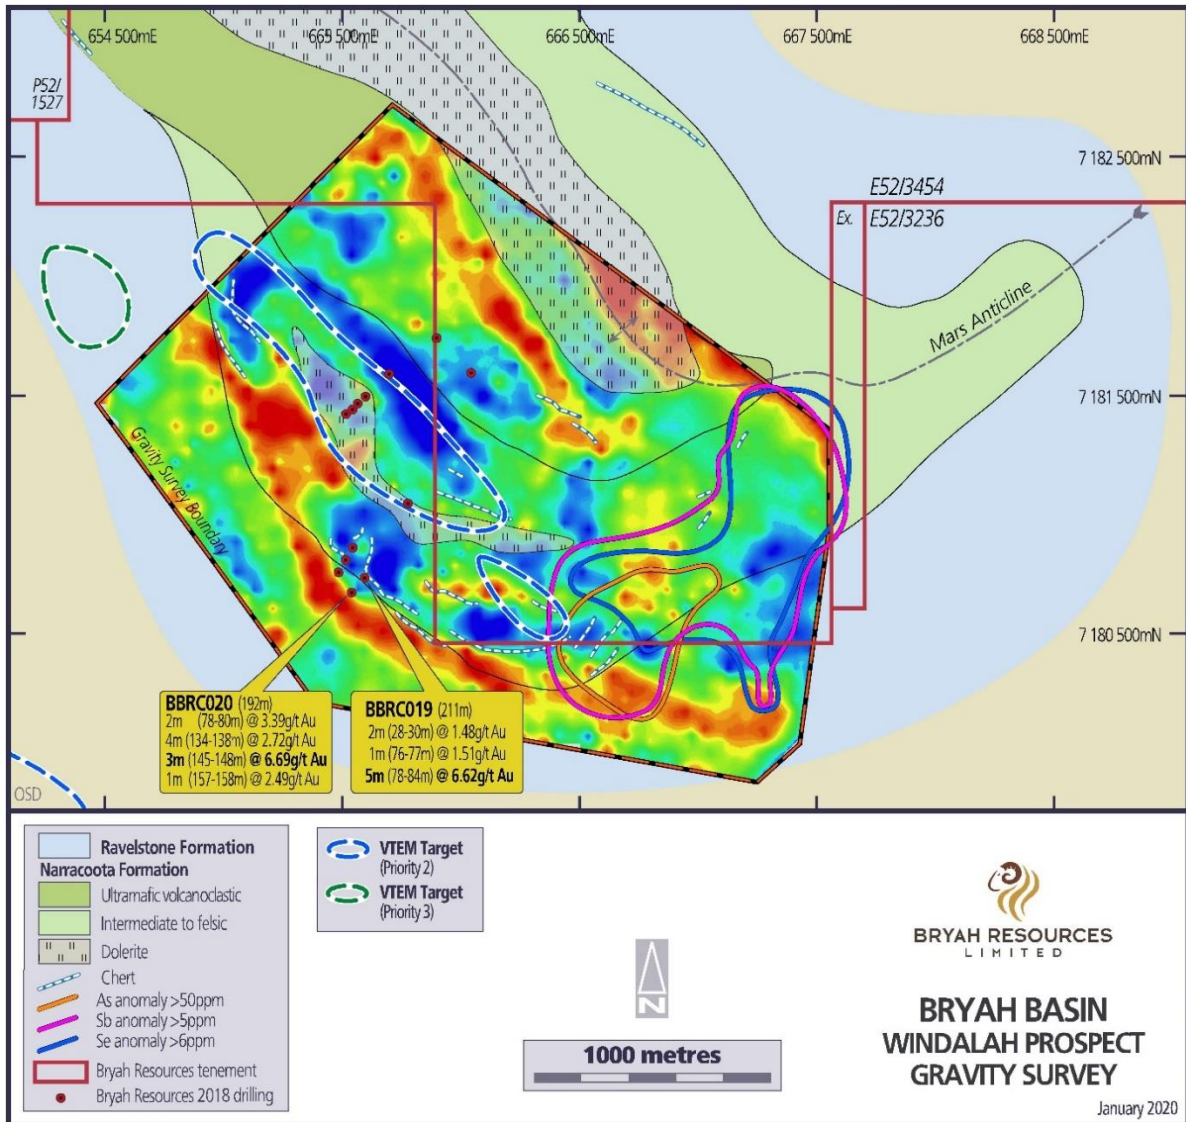 654 500mE
665 500mE
666 500mE
667 500mE
668 500mE
P52/
1527
7 182 500mN
E52/3454
Ex.
E52/3236
Mars Anticline
7 181 500mN
Gravity Survey Boundary
7 180 500mN
BBRC020 (192m)
2m (78-80m) @ 3.39g/t Au
4m (134-138m) @ 2.72g/t Au
3m (145-148m) @ 6.69g/t Au
1m (157-158m) @ 2.49g/t Au
BBRC019 (211m)
2m (28-30m) @ 1.48g/t Au
1m (76-77m) @ 1.51g/t Au
5m (78-84m) @ 6.62g/t Au
OSD
Ravelstone Formation
Narracoota Formation
Ultramafic volcanoclastic
Intermediate to felsic
Dolerite
Chert
As anomaly >50ppm
Sb anomaly >5ppm
Se anomaly >6ppm
Bryah Resources tenement
Bryah Resources 2018 drilling
VTEM Target
(Priority 2)
VTEM Target
(Priority 3)
N
1000 metres
BRYAH RESOURCES
LIMITED
BRYAH BASIN
WINDALAH PROSPECT
GRAVITY SURVEY
January 2020